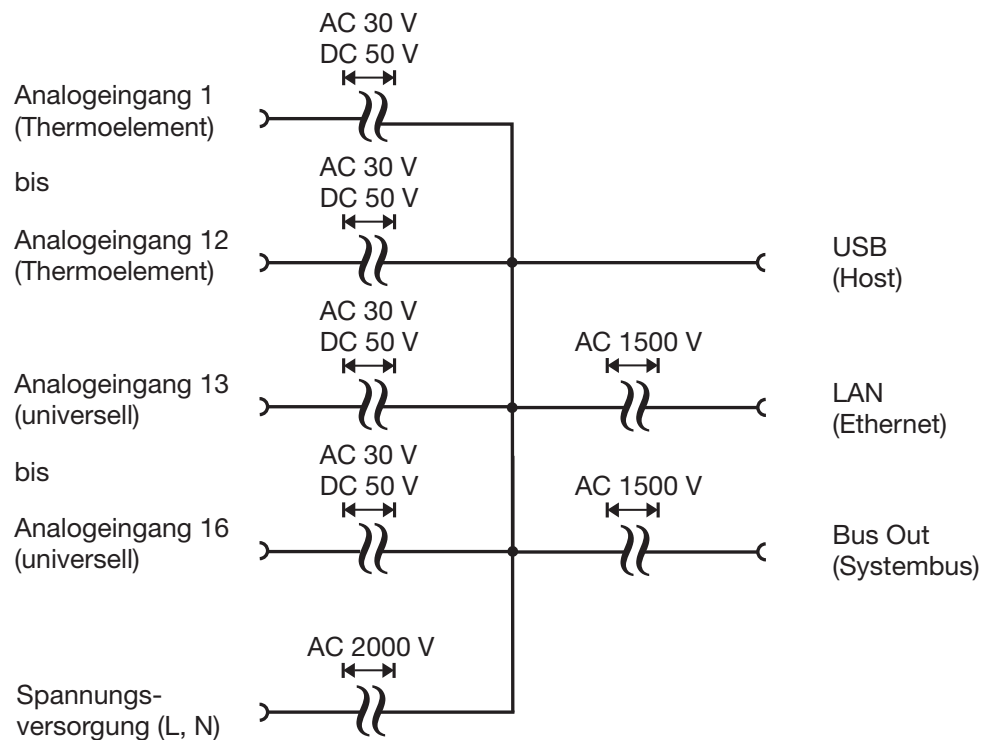 AC 30 V
DC 50 V
Analogeingang 1
(Thermoelement)
bis
AC 30 V
DC 50 V
Analogeingang 12
(Thermoelement)
USB
(Host)
AC 30 V
DC 50 V
AC 1500 V
Analogeingang 13
(universell)
LAN
(Ethernet)
bis
AC 30 V
DC 50 V
AC 1500 V
Analogeingang 16
(universell)
Bus Out
(Systembus)
AC 2000 V
Spannungs-
versorgung (L, N)